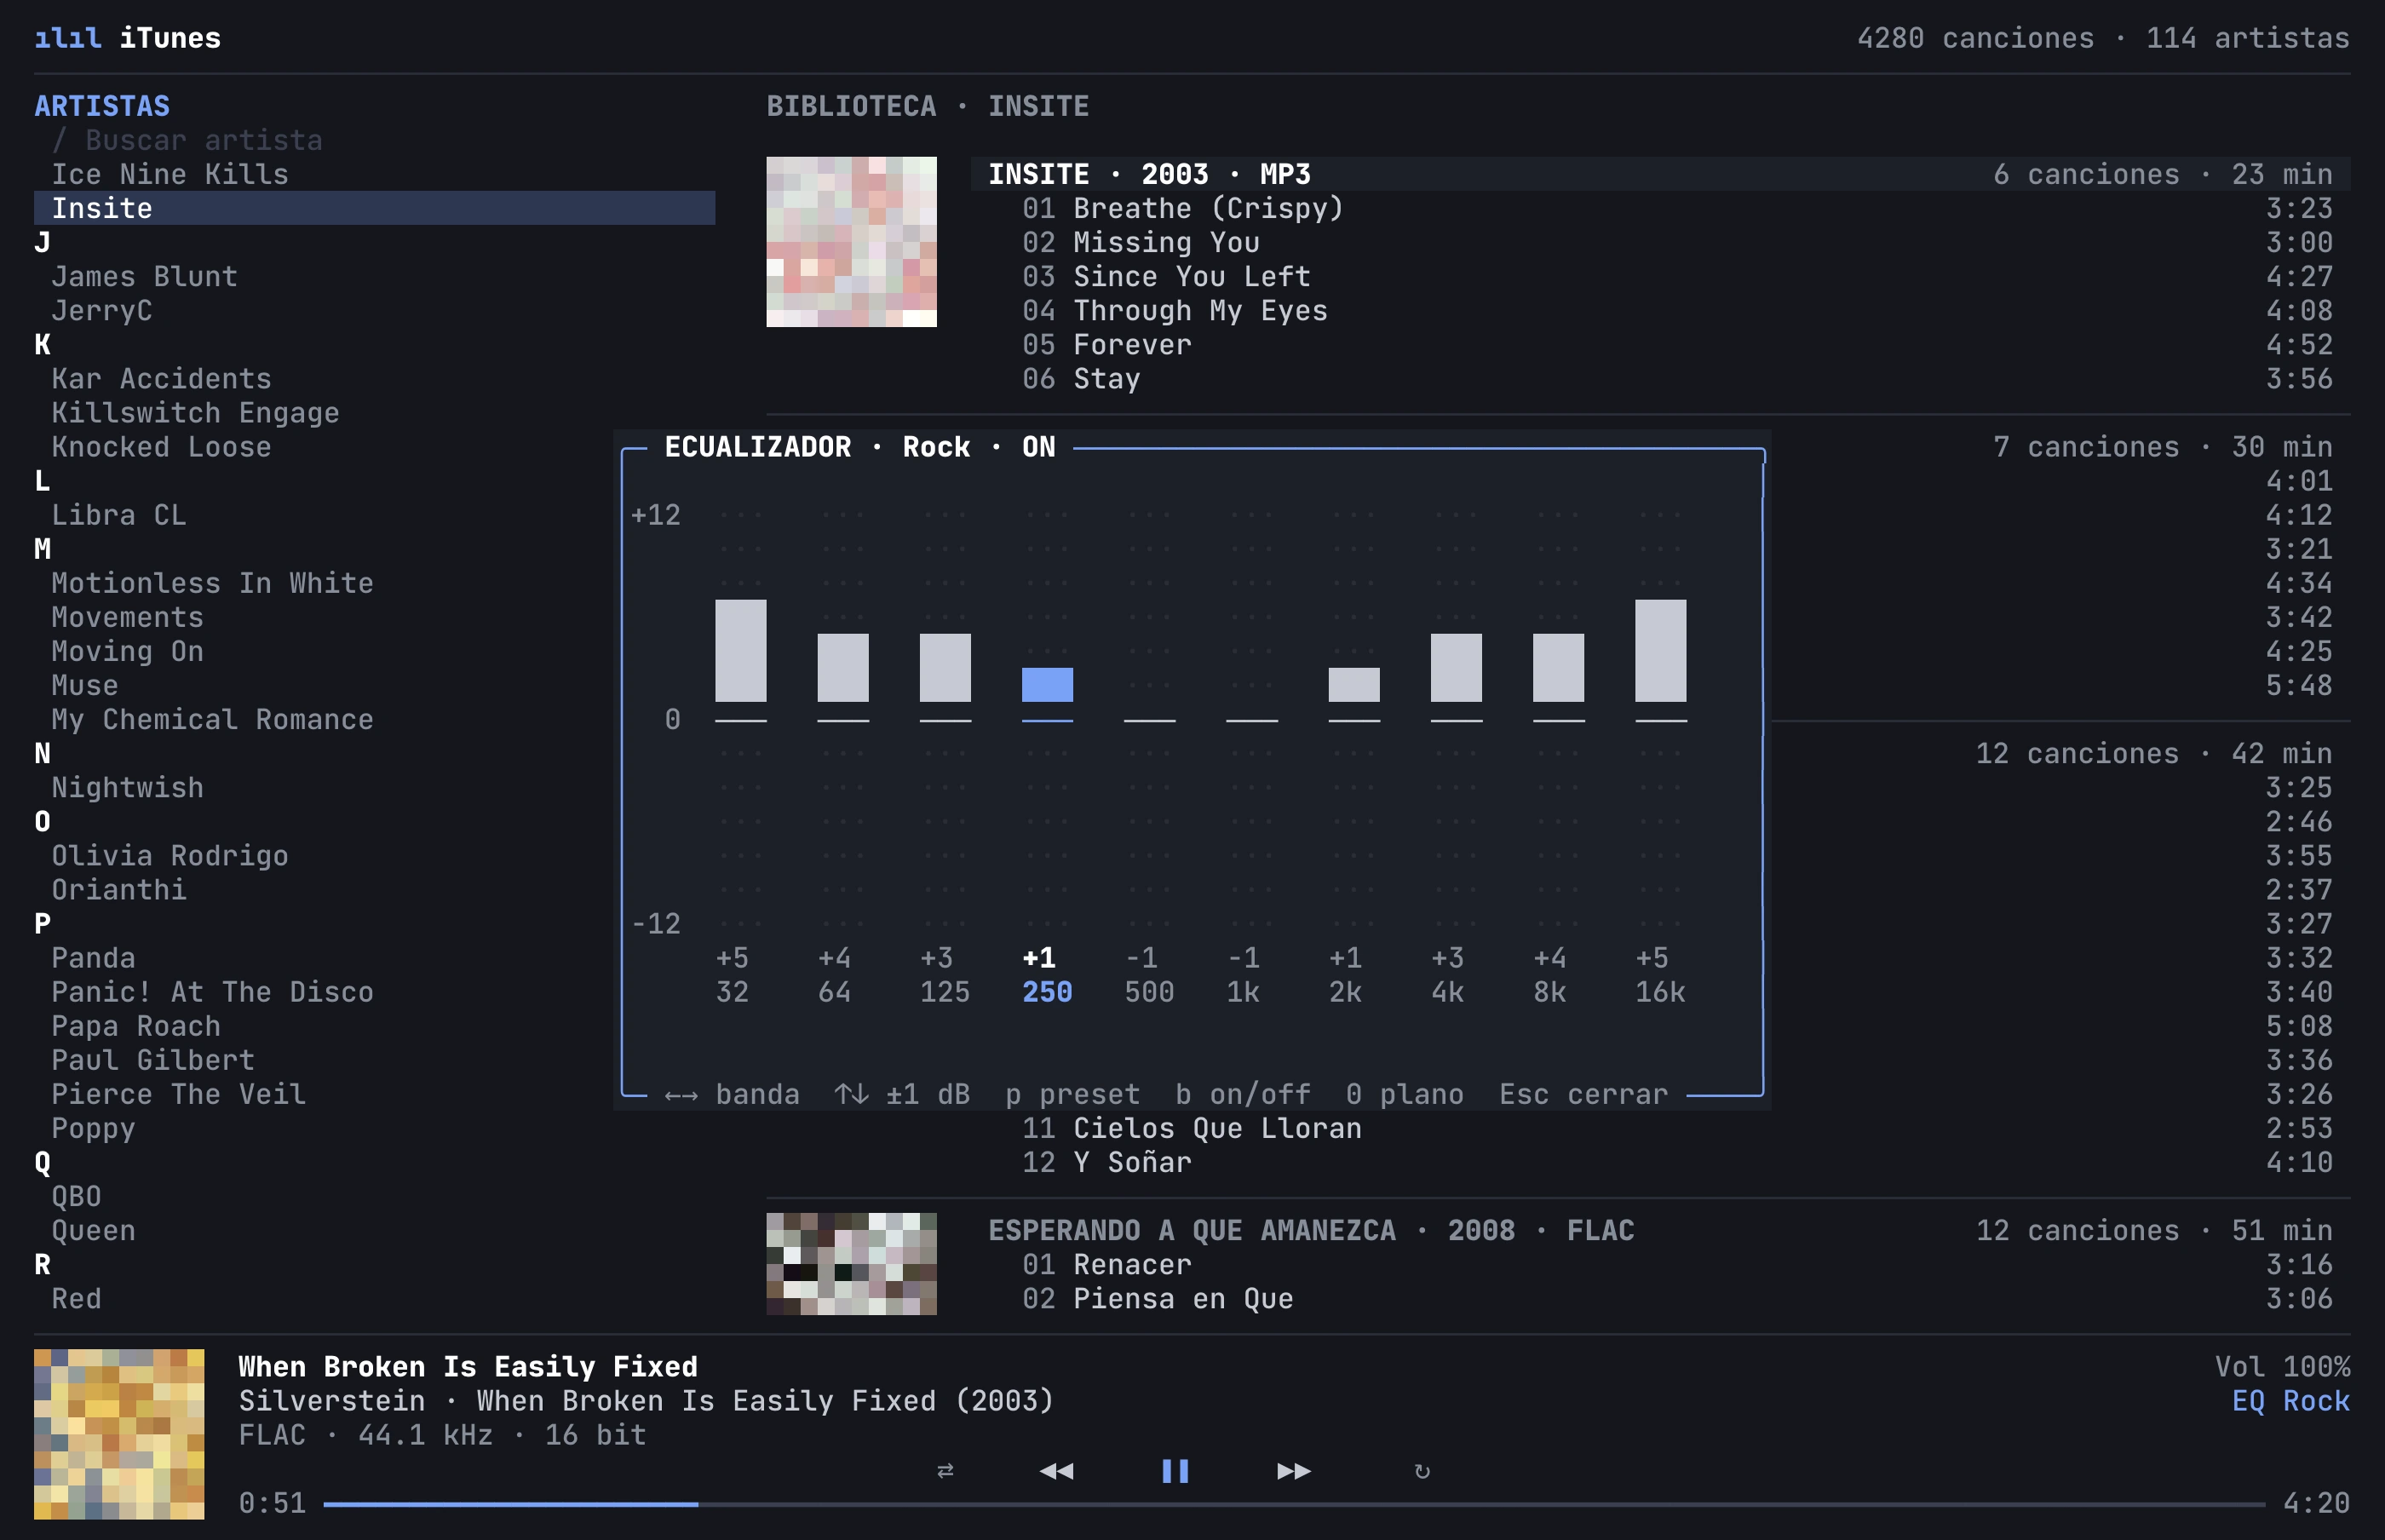 ılıl iTunes
4280 canciones · 114 artistas
ARTISTAS
/ Buscar artista
Ice Nine Kills
Insite
J
James Blunt
JerryC
K
Kar Accidents
Killswitch Engage
Knocked Loose
L
Libra CL
M
Motionless In White
Movements
Moving On
Muse
My Chemical Romance
N
Nightwish
O
Olivia Rodrigo
Orianthi
P
Panda
Panic! At The Disco
Papa Roach
Paul Gilbert
Pierce The Veil
Poppy
Q
QBO
Queen
R
Red
BIBLIOTECA · INSITE
INSITE · 2003 · MP3 6 canciones · 23 min
01 Breathe (Crispy) 3:23
02 Missing You 3:00
03 Since You Left 4:27
04 Through My Eyes 4:08
05 Forever 4:52
06 Stay 3:56
7 canciones · 30 min
4:01
4:12
3:21
4:34
3:42
4:25
5:48
12 canciones · 42 min
3:25
2:46
3:55
2:37
3:27
3:32
3:40
5:08
3:36
3:26
11 Cielos Que Lloran 2:53
12 Y Soñar 4:10
ESPERANDO A QUE AMANEZCA · 2008 · FLAC 12 canciones · 51 min
01 Renacer 3:16
02 Piensa en Que 3:06
ECUALIZADOR · Rock · ON
+12
0
-12
+5 +4 +3 +1 -1 -1 +1 +3 +4 +5
32 64 125 250 500 1k 2k 4k 8k 16k
←→ banda ↑↓ ±1 dB p preset b on/off 0 plano Esc cerrar
When Broken Is Easily Fixed
Silverstein · When Broken Is Easily Fixed (2003)
FLAC · 44.1 kHz · 16 bit
Vol 100%
EQ Rock
0:51 4:20